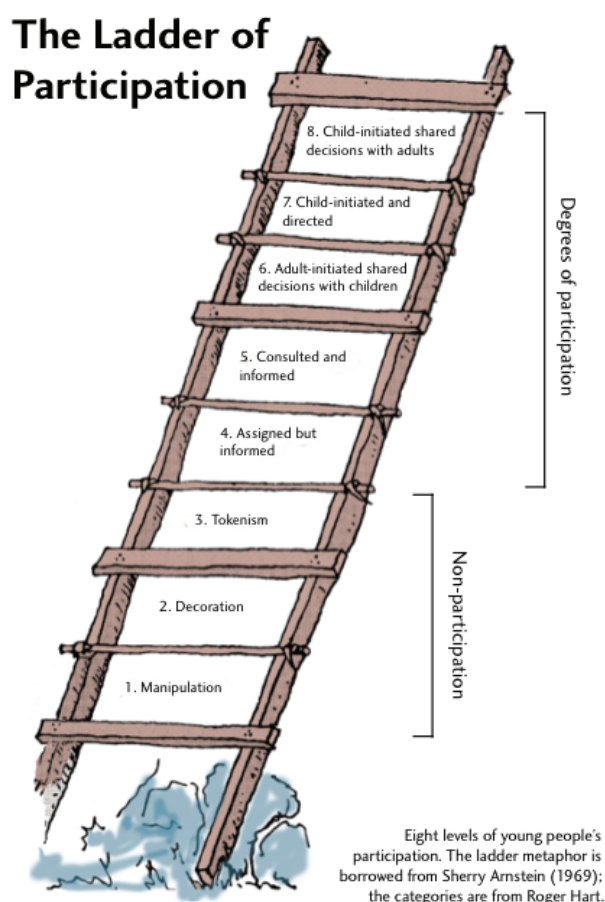 The Ladder of
Participation
8. Child-initiated shared
decisions with adults
7. Child-initiated and
directed
6. Adult-initiated shared
decisions with children
5. Consulted and
informed
4. Assigned but
informed
3. Tokenism
2. Decoration
1. Manipulation
Degrees of participation
Non-participation
Eight levels of young people's
participation. The ladder metaphor is
borrowed from Sherry Arnstein (1969);
the categories are from Roger Hart.